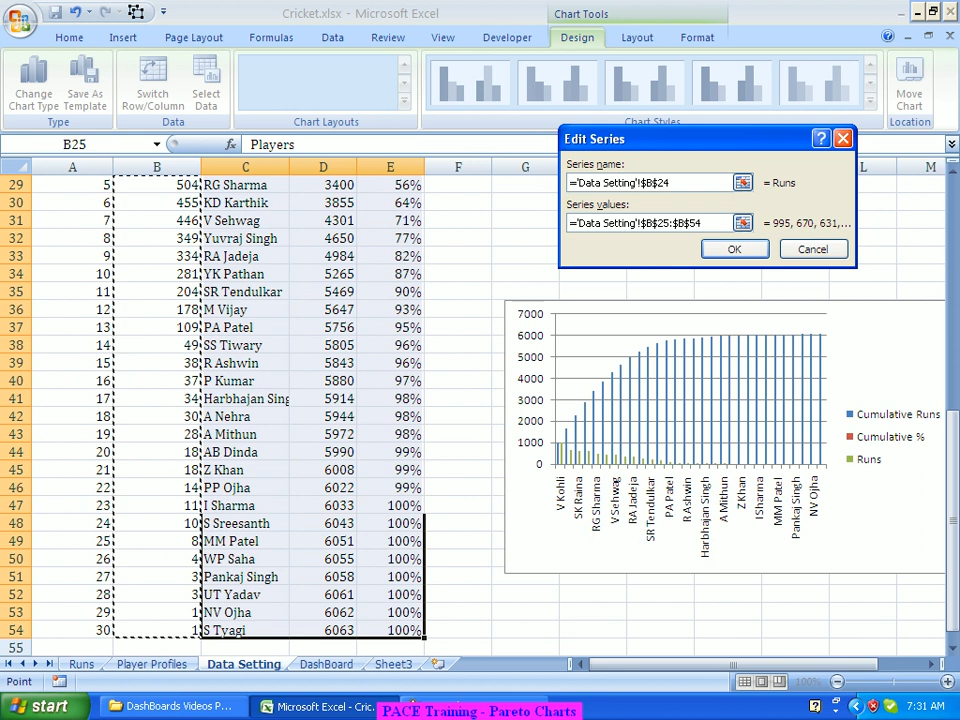 Cricket.xlsx - Microsoft Excel
Chart Tools
Home Insert Page Layout Formulas Data Review View Developer Design Layout Format
Change Chart Type
Save As Template
Switch Row/Column
Select Data
Move Chart
Type Data Chart Layouts Chart Styles Location
B25 fx Players
Edit Series
Series name:
='Data Setting'!$B$24 = Runs
Series values:
='Data Setting'!$B$25:$B$54 = 995, 670, 631,...
OK Cancel
A B C D E F G L M
29 5 504 RG Sharma 3400 56%
30 6 455 KD Karthik 3855 64%
31 7 446 V Sehwag 4301 71%
32 8 349 Yuvraj Singh 4650 77%
33 9 334 RA Jadeja 4984 82%
34 10 281 YK Pathan 5265 87%
35 11 204 SR Tendulkar 5469 90%
36 12 178 M Vijay 5647 93%
37 13 109 PA Patel 5756 95%
38 14 49 SS Tiwary 5805 96%
39 15 38 R Ashwin 5843 96%
40 16 37 P Kumar 5880 97%
41 17 34 Harbhajan Sing 5914 98%
42 18 30 A Nehra 5944 98%
43 19 28 A Mithun 5972 98%
44 20 18 AB Dinda 5990 99%
45 21 18 Z Khan 6008 99%
46 22 14 PP Ojha 6022 99%
47 23 11 I Sharma 6033 100%
48 24 10 S Sreesanth 6043 100%
49 25 8 MM Patel 6051 100%
50 26 4 WP Saha 6055 100%
51 27 3 Pankaj Singh 6058 100%
52 28 3 UT Yadav 6061 100%
53 29 1 NV Ojha 6062 100%
54 30 1 S Tyagi 6063 100%
55
7000
6000
5000
4000
3000
2000
1000
0
V Kohli
SK Raina
RG Sharma
V Sehwag
RA Jadeja
SR Tendulkar
PA Patel
R Ashwin
Harbhajan Singh
A Mithun
Z Khan
I Sharma
MM Patel
Pankaj Singh
NV Ojha
Cumulative Runs
Cumulative %
Runs
Runs Player Profiles Data Setting DashBoard Sheet3
Point 100%
start DashBoards Videos P... Microsoft Excel - Cric... 7:31 AM
PACE Training - Pareto Charts